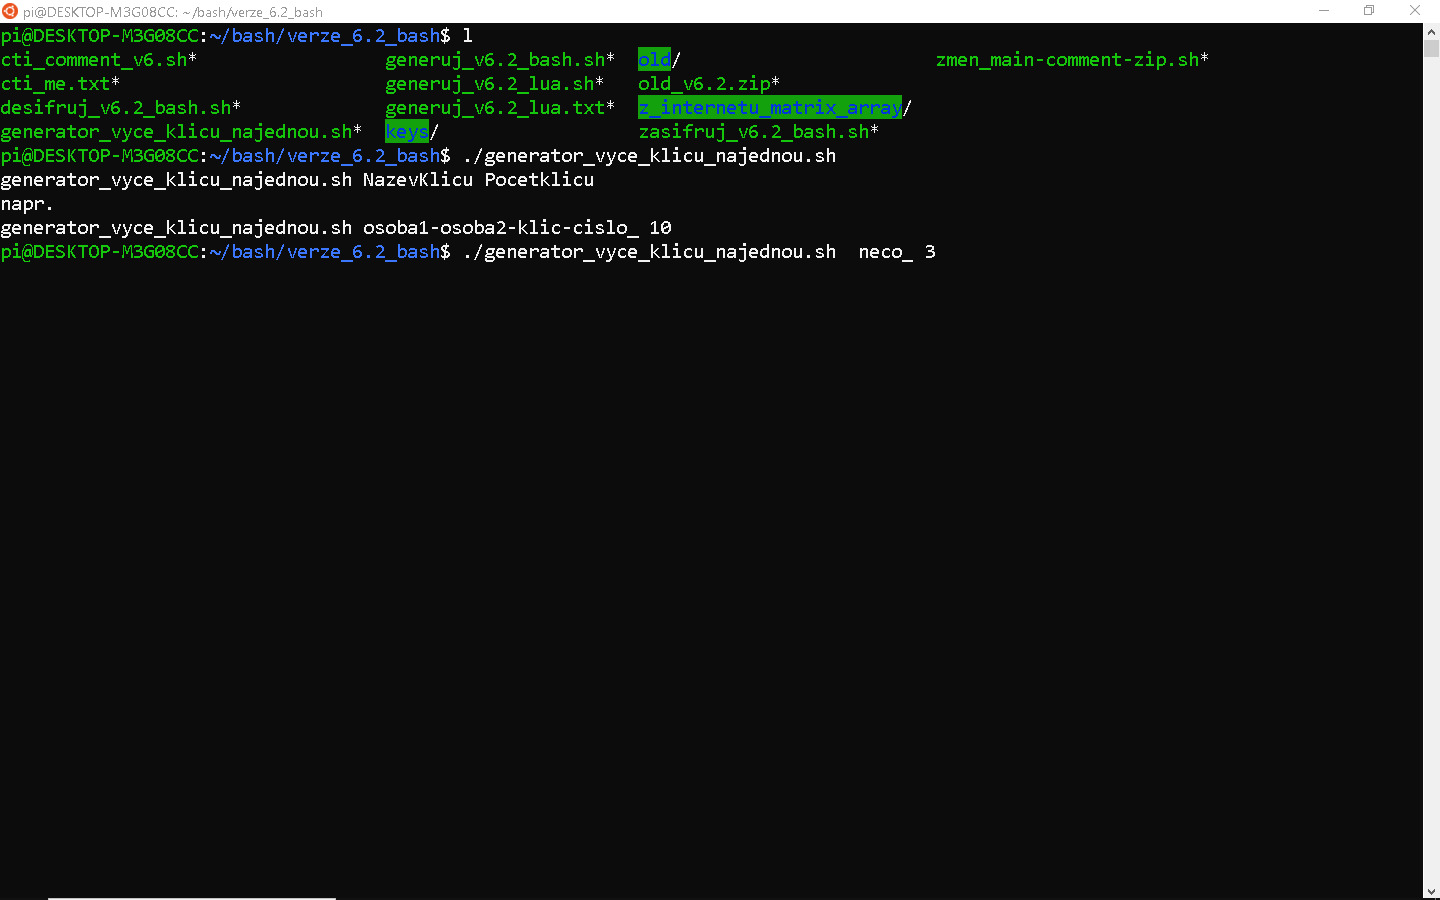 pi@DESKTOP-M3G08CC: ~/bash/verze_6.2_bash
pi@DESKTOP-M3G08CC:~/bash/verze_6.2_bash$ l
cti_comment_v6.sh* generuj_v6.2_bash.sh* old/ zmen_main-comment-zip.sh*
cti_me.txt* generuj_v6.2_lua.sh* old_v6.2.zip*
desifruj_v6.2_bash.sh* generuj_v6.2_lua.txt* z_internetu_matrix_array/
generator_vyce_klicu_najednou.sh* keys/ zasifruj_v6.2_bash.sh*
pi@DESKTOP-M3G08CC:~/bash/verze_6.2_bash$ ./generator_vyce_klicu_najednou.sh
generator_vyce_klicu_najednou.sh NazevKlicu Pocetklicu
napr.
generator_vyce_klicu_najednou.sh osoba1-osoba2-klic-cislo_ 10
pi@DESKTOP-M3G08CC:~/bash/verze_6.2_bash$ ./generator_vyce_klicu_najednou.sh  neco_ 3